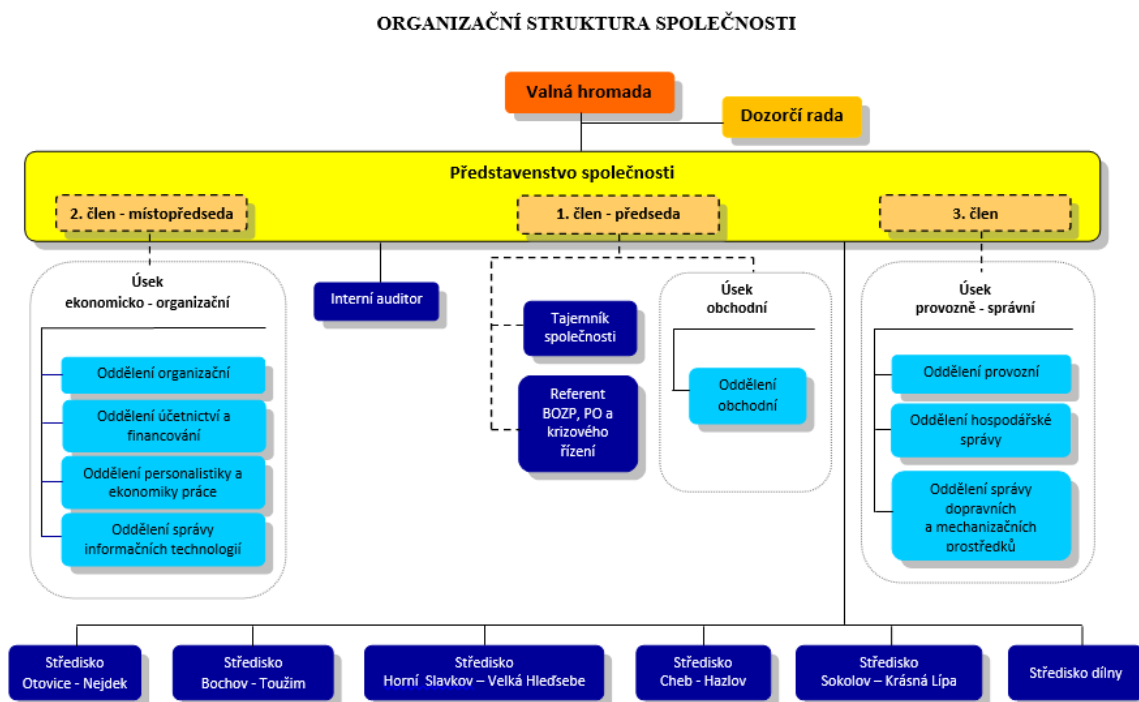 ORGANIZAČNÍ STRUKTURA SPOLEČNOSTI
Valná hromada
Dozorčí rada
Představenstvo společnosti
2. člen - místopředseda
1. člen - předseda
3. člen
Úsek
ekonomicko - organizační
Oddělení organizační
Oddělení účetnictví a
financování
Oddělení personalistiky a
ekonomiky práce
Oddělení správy
informačních technologií
Interní auditor
Tajemník
společnosti
Referent
BOZP, PO a
krizového
řízení
Úsek
obchodní
Oddělení
obchodní
Úsek
provozně - správní
Oddělení provozní
Oddělení hospodářské
správy
Oddělení správy
dopravních
a mechanizačních
prostředků
Středisko
Otovice - Nejdek
Středisko
Bochov - Toužim
Středisko
Horní Slavkov – Velká Hleďsebe
Středisko
Cheb - Hazlov
Středisko
Sokolov – Krásná Lípa
Středisko dílny